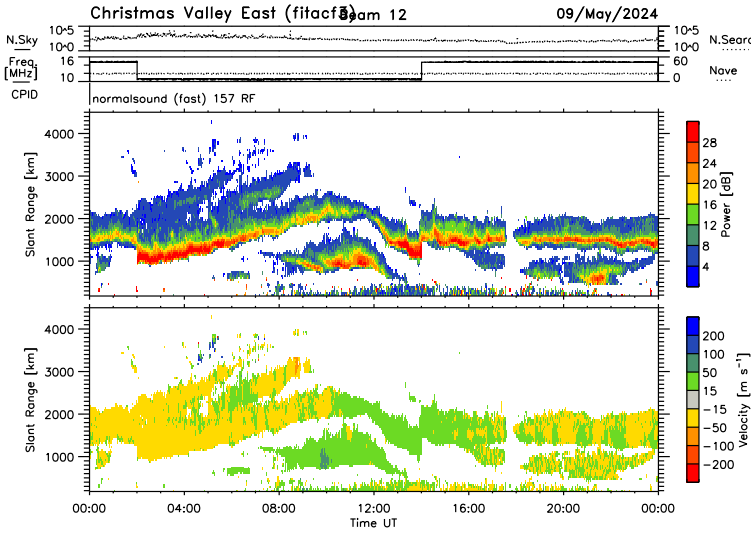 Christmas Valley East (fitacf3) Beam 12 09/May/2024
N.Sky 10^5 10^0 10^5 10^0 N.Sear
Freq. [MHz] 16 10 60 0 Nave
CPID normalsound (fast) 157 RF
Slant Range [km] 4000 3000 2000 1000
28 24 20 16 12 8 4 Power [dB]
Slant Range [km] 4000 3000 2000 1000
200 100 50 15 -15 -50 -100 -200 Velocity [m s⁻¹]
00:00 04:00 08:00 12:00 16:00 20:00 00:00
Time UT